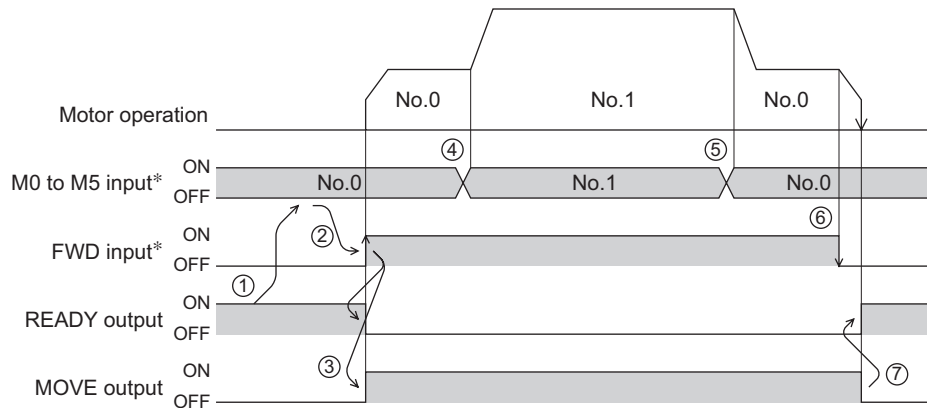 No.0 No.1 No.0
Motor operation
④ ⑤
M0 to M5 input* ON OFF No.0 No.1 No.0
② ⑥
FWD input* ON OFF
①
READY output ON OFF
③ ⑦
MOVE output ON OFF